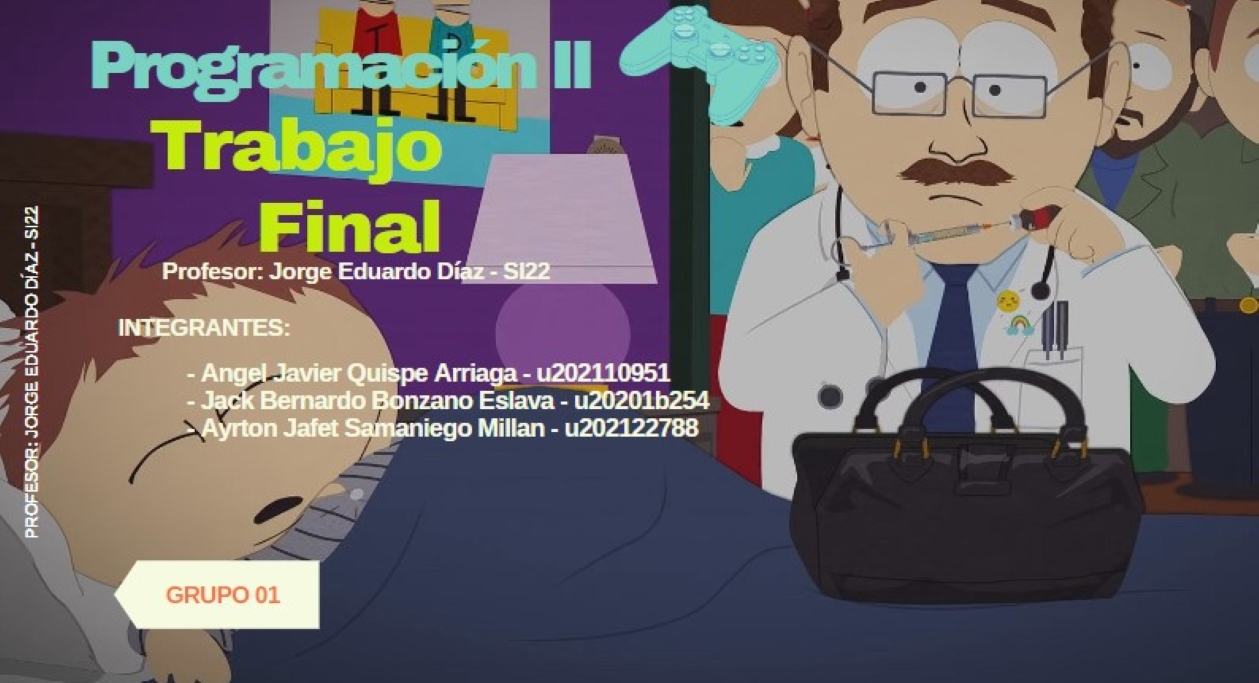 Programación II
Trabajo
Final
Profesor: Jorge Eduardo Díaz - SI22
INTEGRANTES:
- Angel Javier Quispe Arriaga - u202110951
- Jack Bernardo Bonzano Eslava - u20201b254
- Ayrton Jafet Samaniego Millan - u202122788
PROFESOR: JORGE EDUARDO DÍAZ - SI22
GRUPO 01
T P